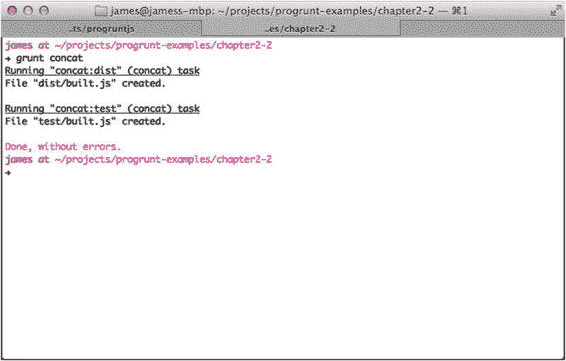 james@jamess-mbp: ~/projects/progrunt-examples/chapter2-2 — ⌘1
..ts/progruntjs
..es/chapter2-2
james at ~/projects/progrunt-examples/chapter2-2
→ grunt concat
Running "concat:dist" (concat) task
File "dist/built.js" created.
Running "concat:test" (concat) task
File "test/built.js" created.
Done, without errors.
james at ~/projects/progrunt-examples/chapter2-2
→